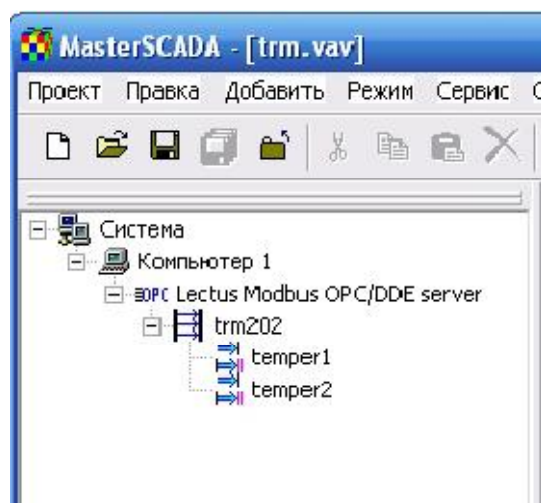 MasterSCADA - [trm.vav]
Проект Правка Добавить Режим Сервис
Система
Компьютер 1
OPC Lectus Modbus OPC/DDE server
trm202
temper1
temper2